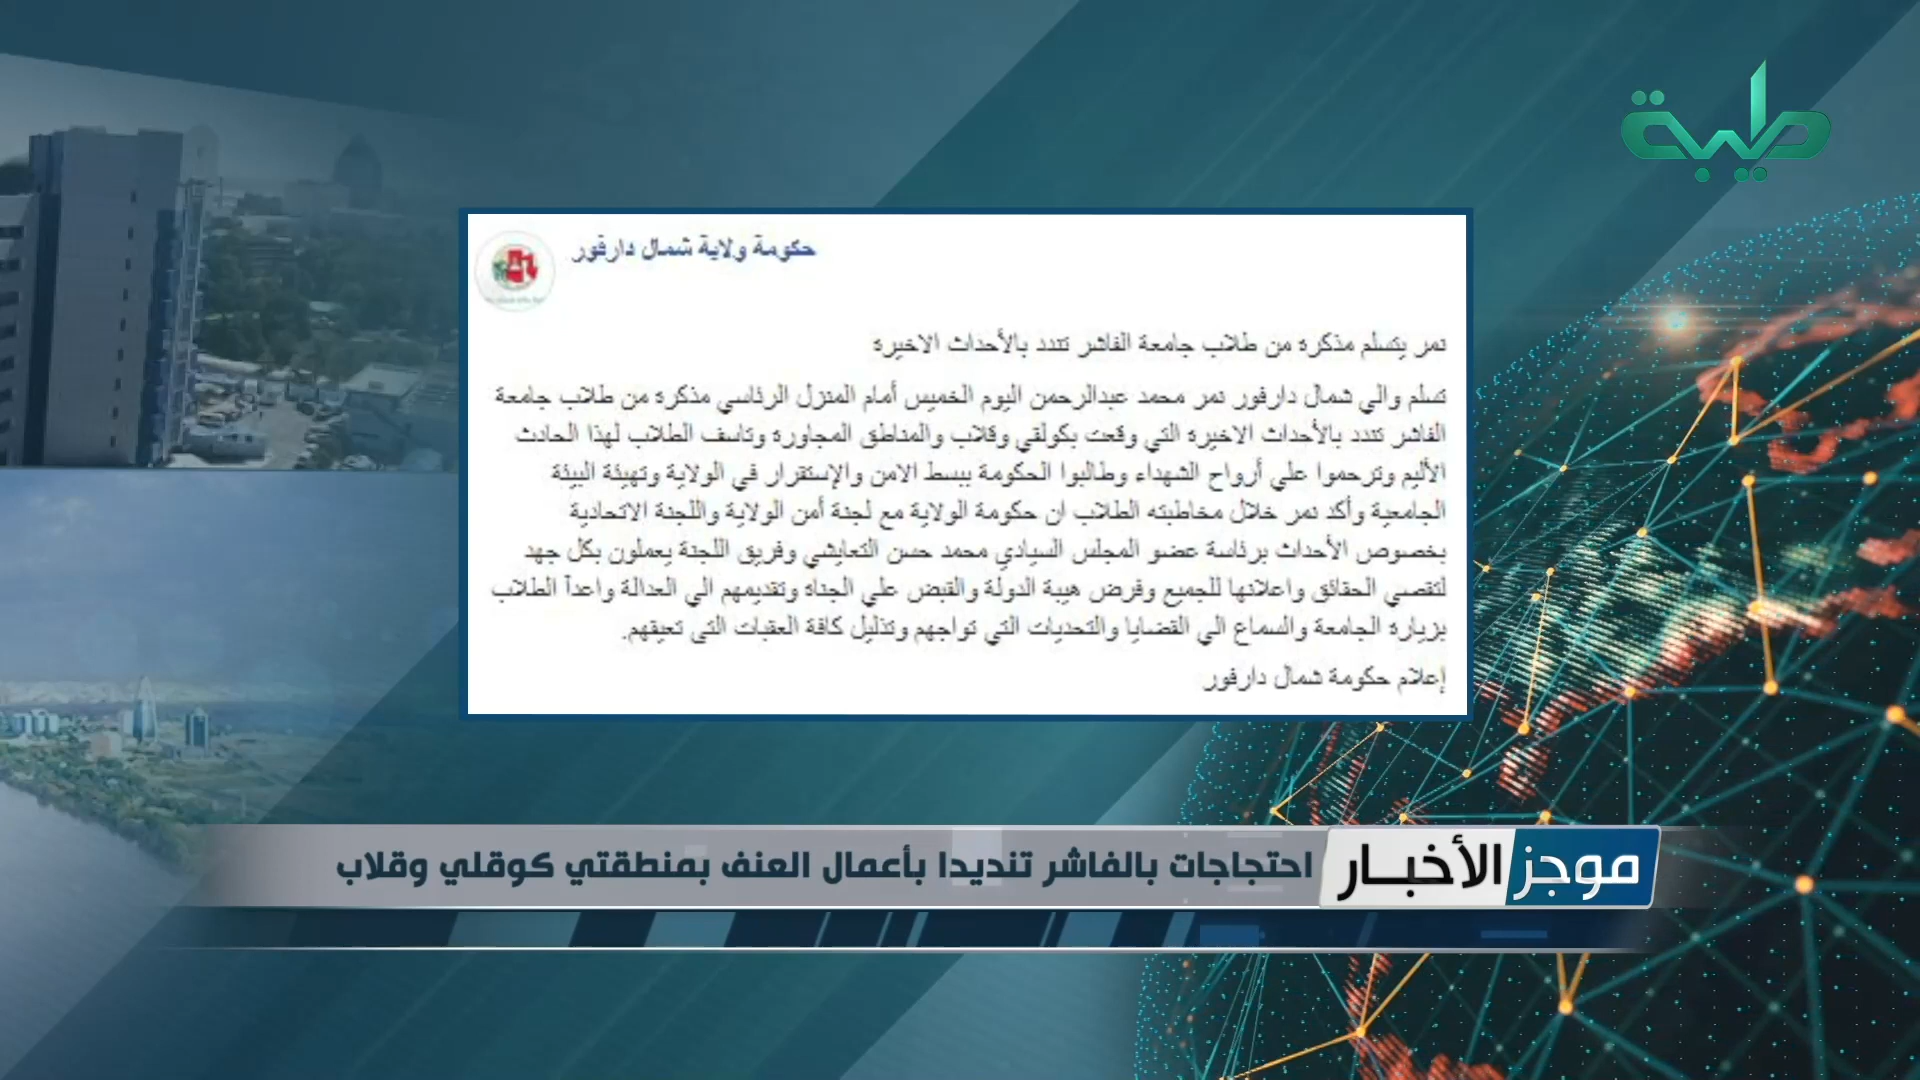 طيبة
حكومة ولاية شمال دارفور
نمر يتسلم مذكره من طلاب جامعة الفاشر تندد بالأحداث الاخيره
تسلم والي شمال دارفور نمر محمد عبدالرحمن اليوم الخميس أمام المنزل الرئاسي مذكره من طلاب جامعة
الفاشر تندد بالأحداث الاخيره التي وقعت بكولقي وقلاب والمناطق المجاوره وتاسف الطلاب لهذا الحادث
الأليم وترحموا علي أرواح الشهداء وطالبوا الحكومة ببسط الامن والإستقرار في الولاية وتهيئة البيئة
الجامعية وأكد نمر خلال مخاطبته الطلاب ان حكومة الولاية مع لجنة أمن الولاية واللجنة الاتحادية
بخصوص الأحداث برئاسة عضو المجلس السيادي محمد حسن التعايشي وفريق اللجنة يعملون بكل جهد
لتقصي الحقائق واعلانها للجميع وفرض هيبة الدولة والقبض علي الجناه وتقديمهم الي العدالة واعداً الطلاب
بزياره الجامعة والسماع الي القضايا والتحديات التي تواجهم وتذليل كافة العقبات التى تعيقهم.
إعلام حكومة شمال دارفور
موجز الأخبار
احتجاجات بالفاشر تنديدا بأعمال العنف بمنطقتي كوقلي وقلاب